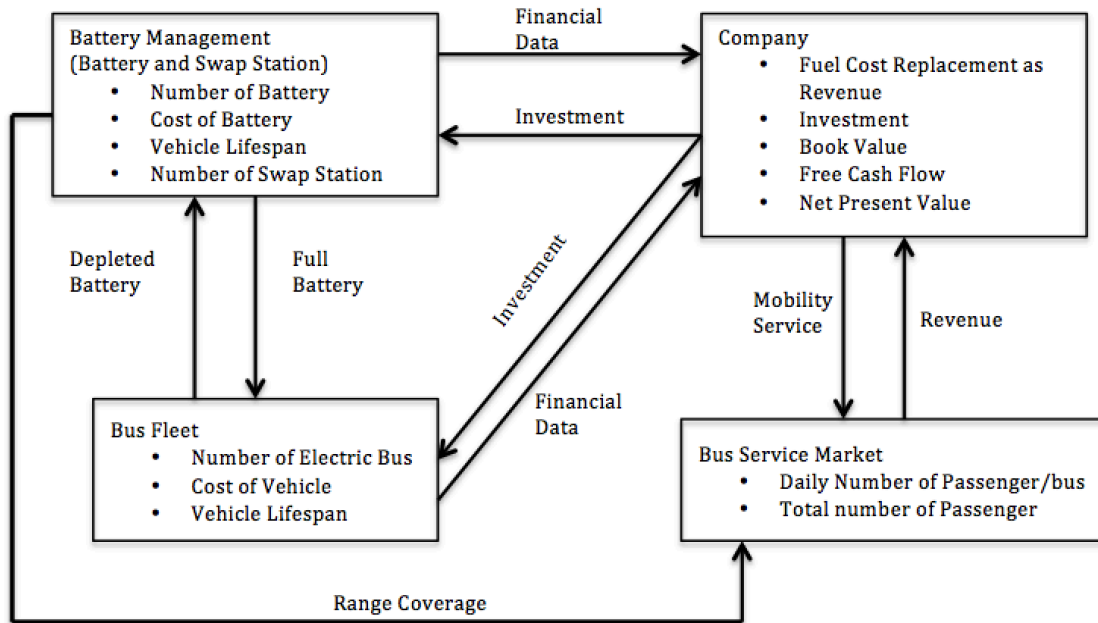 Battery Management
(Battery and Swap Station)
• Number of Battery
• Cost of Battery
• Vehicle Lifespan
• Number of Swap Station
Financial
Data
Investment
Company
• Fuel Cost Replacement as
Revenue
• Investment
• Book Value
• Free Cash Flow
• Net Present Value
Depleted
Battery
Full
Battery
Investment
Financial
Data
Mobility
Service
Revenue
Bus Fleet
• Number of Electric Bus
• Cost of Vehicle
• Vehicle Lifespan
Bus Service Market
• Daily Number of Passenger/bus
• Total number of Passenger
Range Coverage